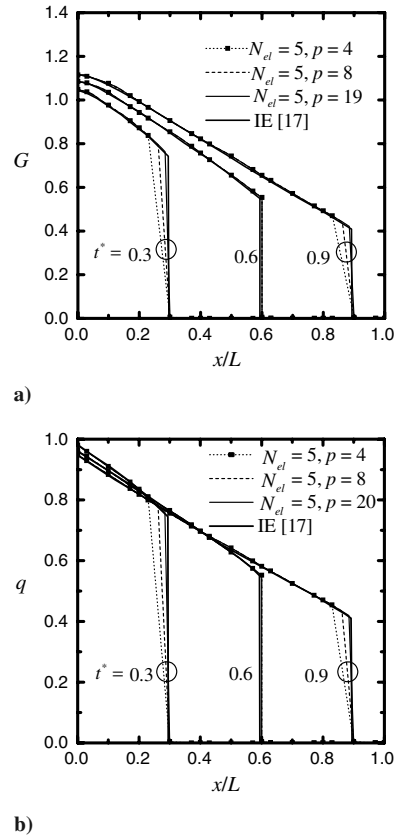 1.4
1.2
1.0
0.8
0.6
0.4
0.2
0.0
G
N_el = 5, p = 4
N_el = 5, p = 8
N_el = 5, p = 19
IE [17]
t* = 0.3
0.6
0.9
0.0 0.2 0.4 0.6 0.8 1.0
x/L
a)
1.0
0.8
0.6
0.4
0.2
0.0
q
N_el = 5, p = 4
N_el = 5, p = 8
N_el = 5, p = 20
IE [17]
t* = 0.3
0.6
0.9
0.0 0.2 0.4 0.6 0.8 1.0
x/L
b)